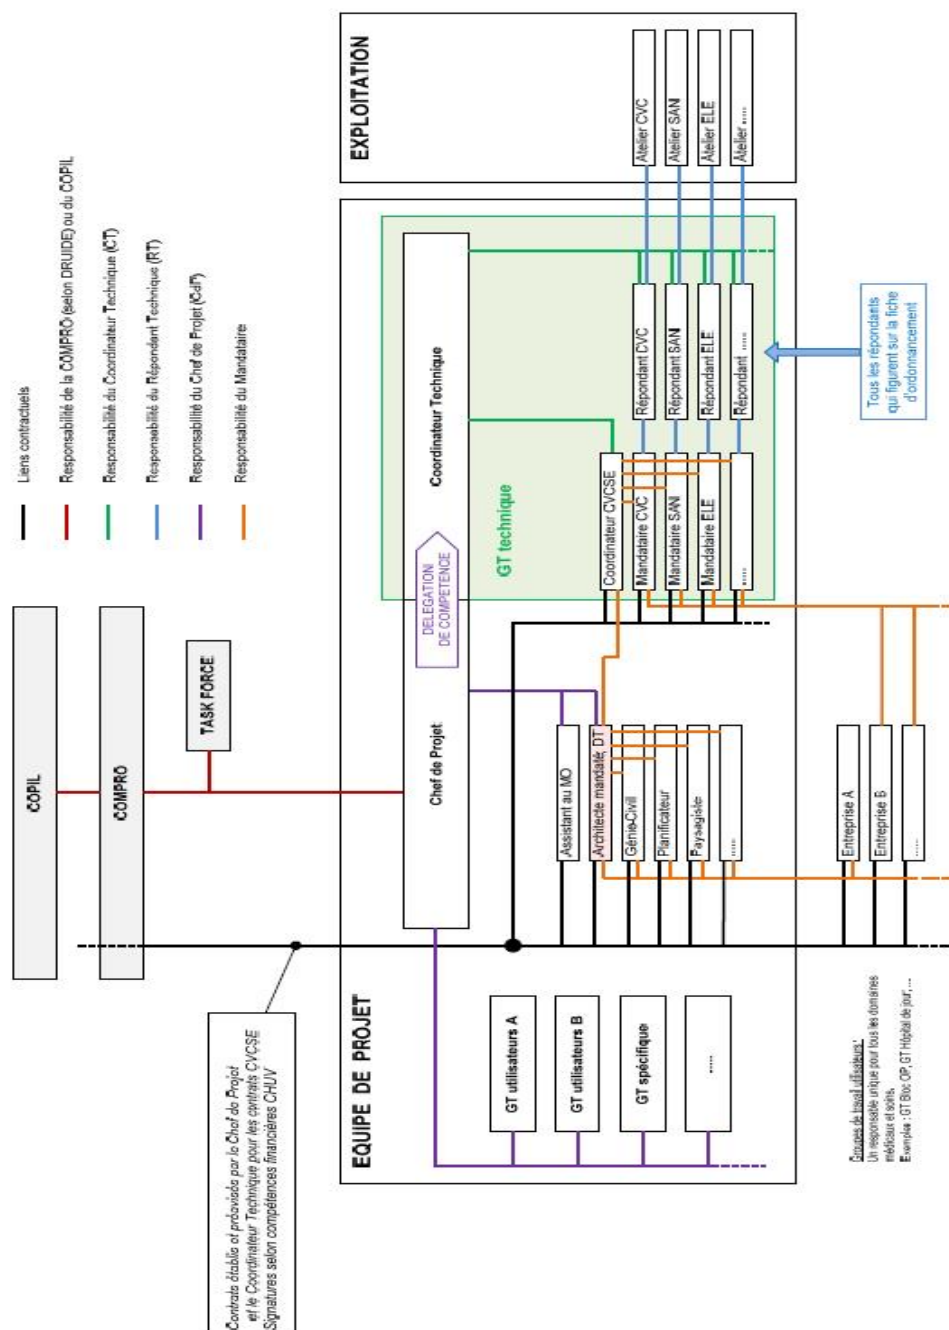 COPIL
COMPRO
TASK FORCE
Liens contractuels
Responsabilité de la COMPRO (selon DRUIDE) ou du COPIL
Responsabilité du Coordinateur Technique (CT)
Responsabilité du Répondant Technique (RT)
Responsabilité du Chef de Projet (CdP)
Responsabilité du Mandataire
Contrats établis et préavisés par le Chef de Projet
et le Coordinateur Technique pour les contrats CVCSE
Signatures selon compétences financières CHUV
EQUIPE DE PROJET
Chef de Projet
DELEGATION
DE COMPETENCE
Coordinateur Technique
GT technique
EXPLOITATION
GT utilisateurs A
GT utilisateurs B
GT spécifique
.....
Assistant au MO
Architecte mandaté, DT
Génie-Civil
Planificateur
Paysagiste
.....
Coordinateur CVCSE
Mandataire CVC
Mandataire SANI
Mandataire ELE
.....
Répondant CVC
Répondant SAN
Répondant ELE
Répondant .....
Atelier CVC
Atelier SAN
Atelier ELE
Atelier .....
Groupes de travail utilisateurs :
Un responsable unique pour tous les domaines
médicaux et soins.
Exemples : GT Bloc OP, GT Hôpital de jour, ...
Entreprise A
Entreprise B
.....
Tous les répondants
qui figurent sur la fiche
d'ordonnancement